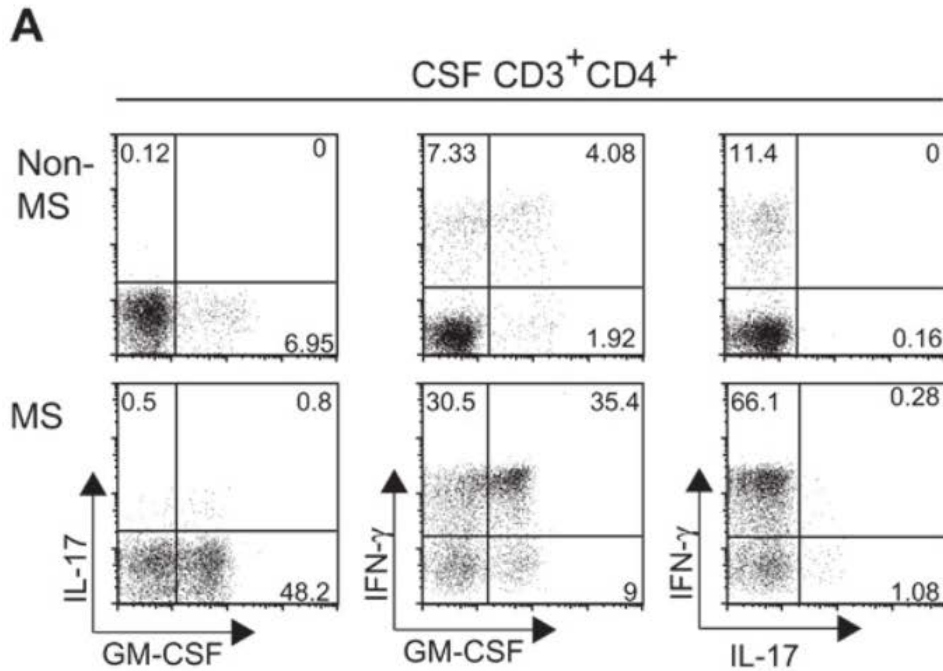 A
CSF CD3+CD4+
Non-
MS
0.12 0
6.95
7.33 4.08
1.92
11.4 0
0.16
MS
0.5 0.8
48.2
30.5 35.4
9
66.1 0.28
1.08
IL-17
GM-CSF
IFN-γ
GM-CSF
IFN-γ
IL-17